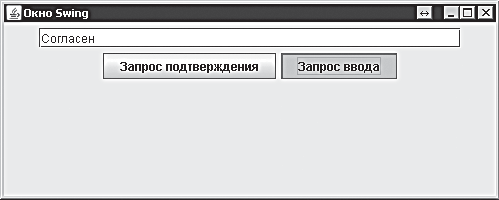 Окно Swing
Согласен
Запрос подтверждения
Запрос ввода